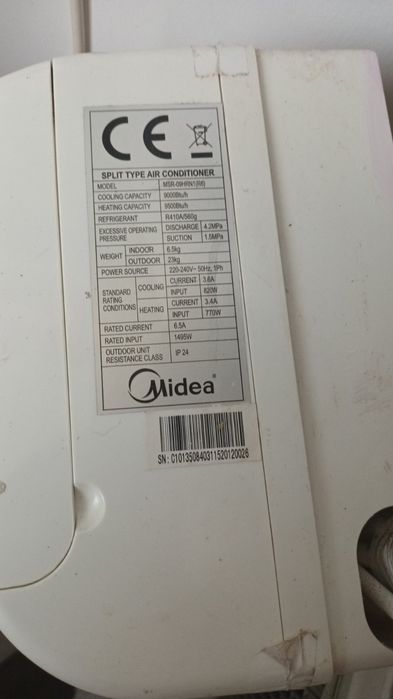 CE
SPLIT TYPE AIR CONDITIONER
MODEL MSR-09HRN1(R6)
COOLING CAPACITY 9000Btu/h
HEATING CAPACITY 9500Btu/h
REFRIGERANT R410A/560g
EXCESSIVE OPERATING PRESSURE DISCHARGE 4.2MPa
SUCTION 1.5MPa
WEIGHT INDOOR 6.5kg
OUTDOOR 23kg
POWER SOURCE 220-240V~ 50Hz, 1Ph
STANDARD RATING CONDITIONS COOLING CURRENT 3.6A
INPUT 820W
HEATING CURRENT 3.4A
INPUT 770W
RATED CURRENT 6.5A
RATED INPUT 1495W
OUTDOOR UNIT RESISTANCE CLASS IP 24
Midea®
SN: C101350840311520120026